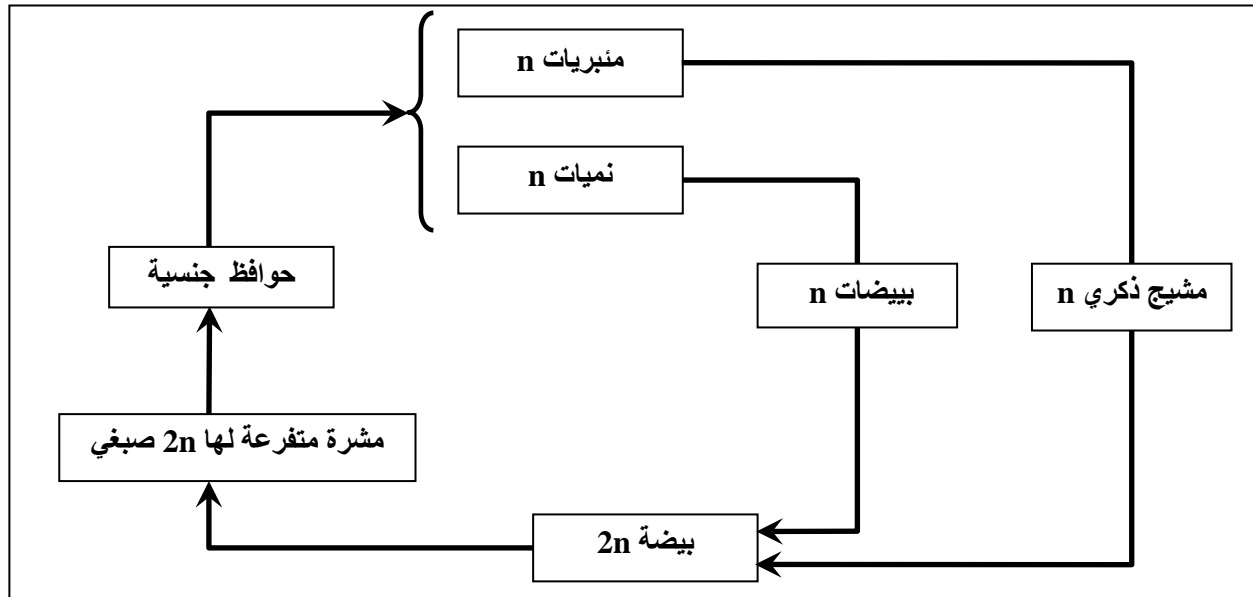 مئبريات n
نميات n
حوافظ جنسية
بييضات n
مشيج ذكري n
مشرة متفرعة لها 2n صبغي
بيضة 2n